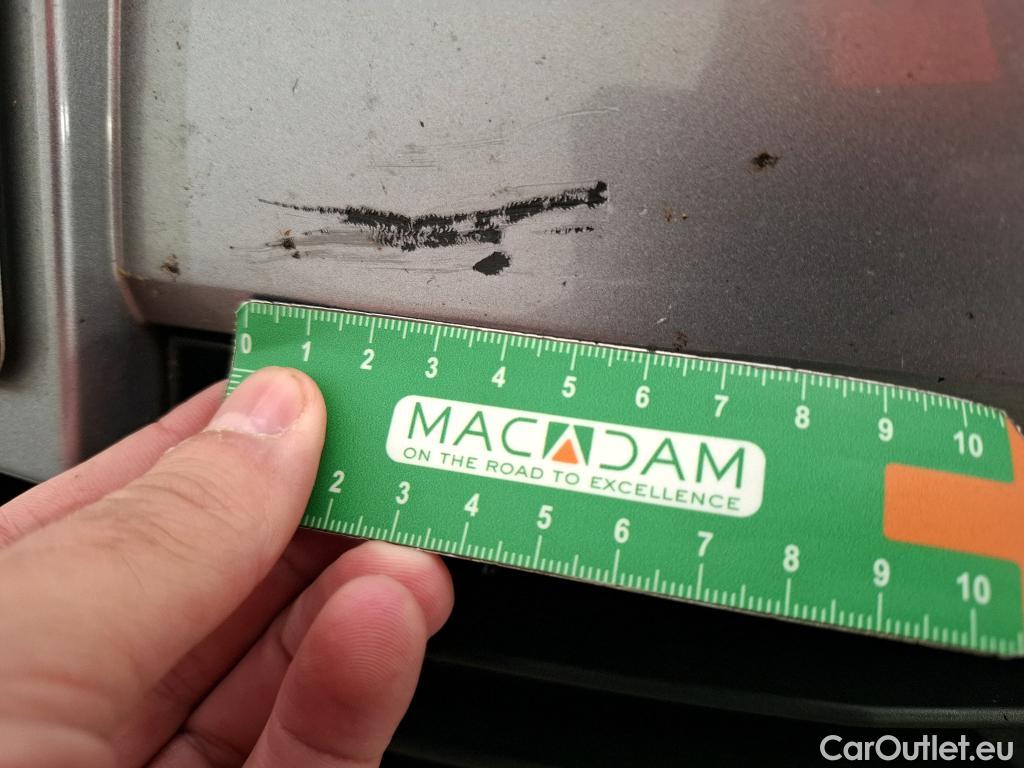 0 1 2 3 4 5 6 7 8 9 10
MACADAM
ON THE ROAD TO EXCELLENCE
2 3 4 5 6 7 8 9 10
CarOutlet.eu